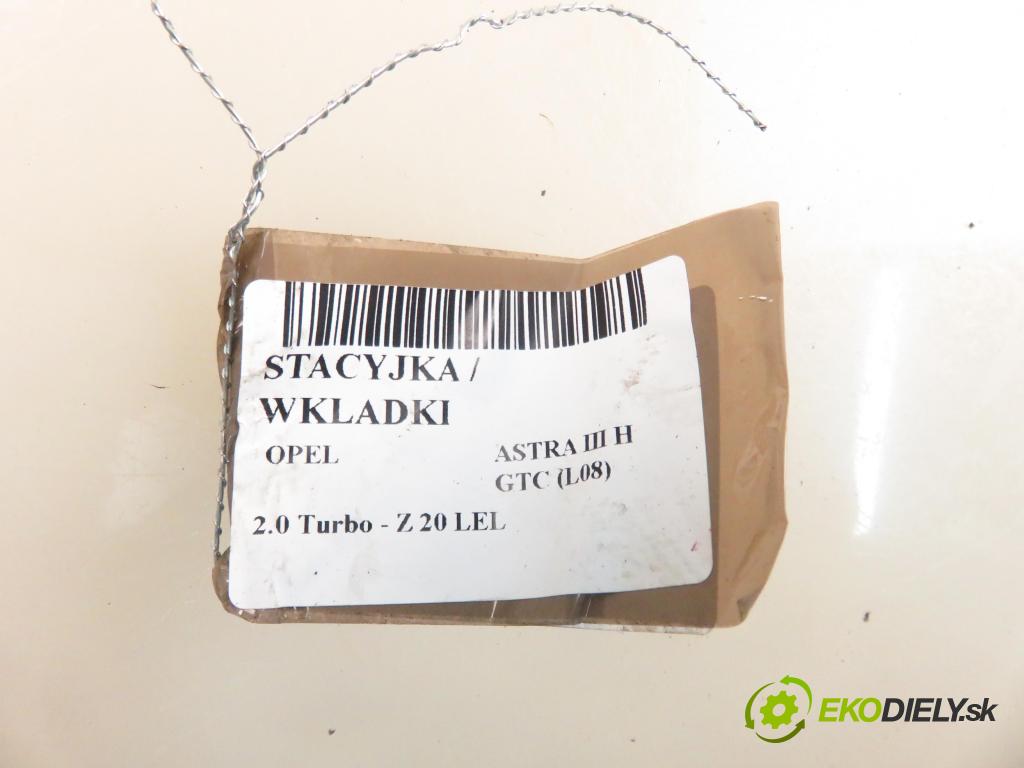 STACYJKA /
WKLADKI
OPEL
ASTRA III H
GTC (L08)
2.0 Turbo - Z 20 LEL
EKODIELY.sk